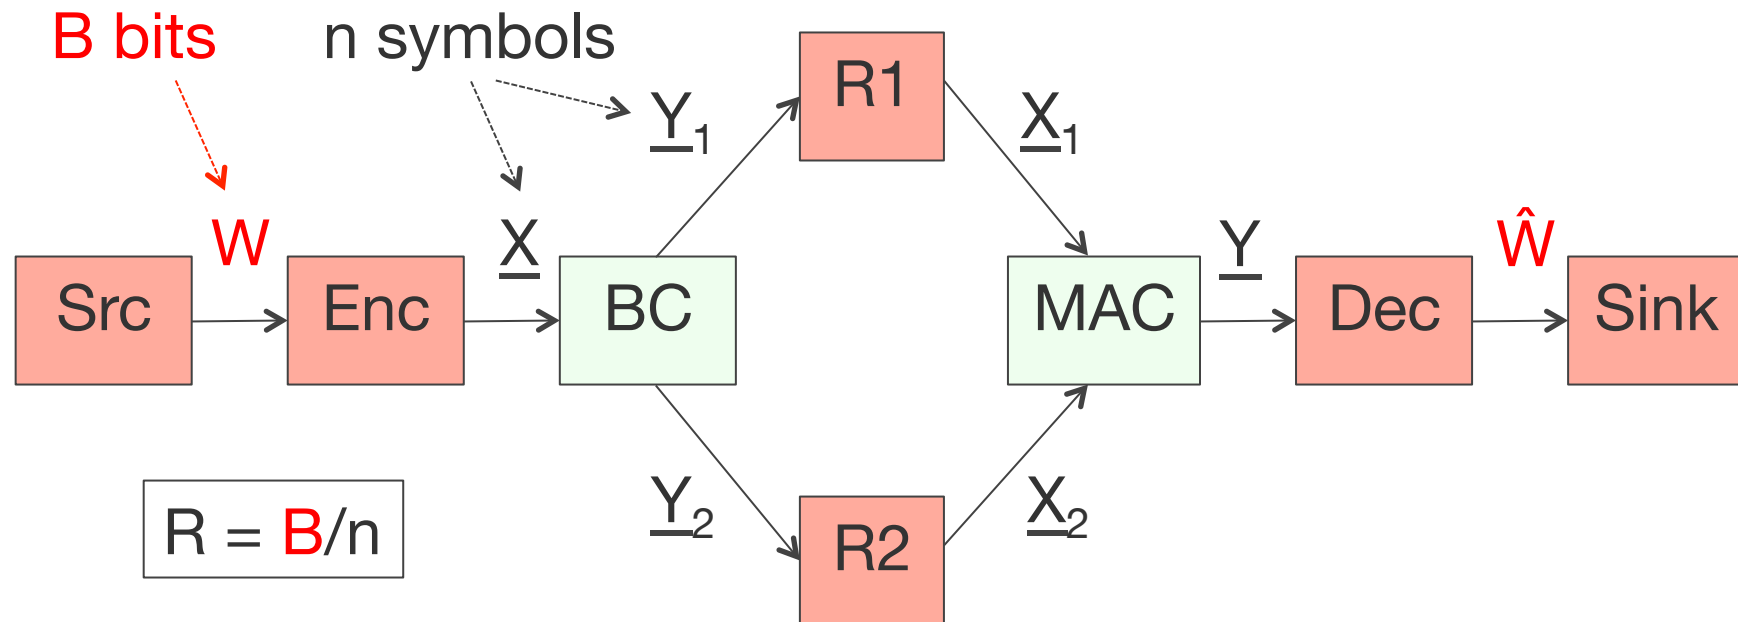 B bits
n symbols
R1
Y1
X1
W
X
Y
Ŵ
Src
Enc
BC
MAC
Dec
Sink
Y2
X2
R = B/n
R2